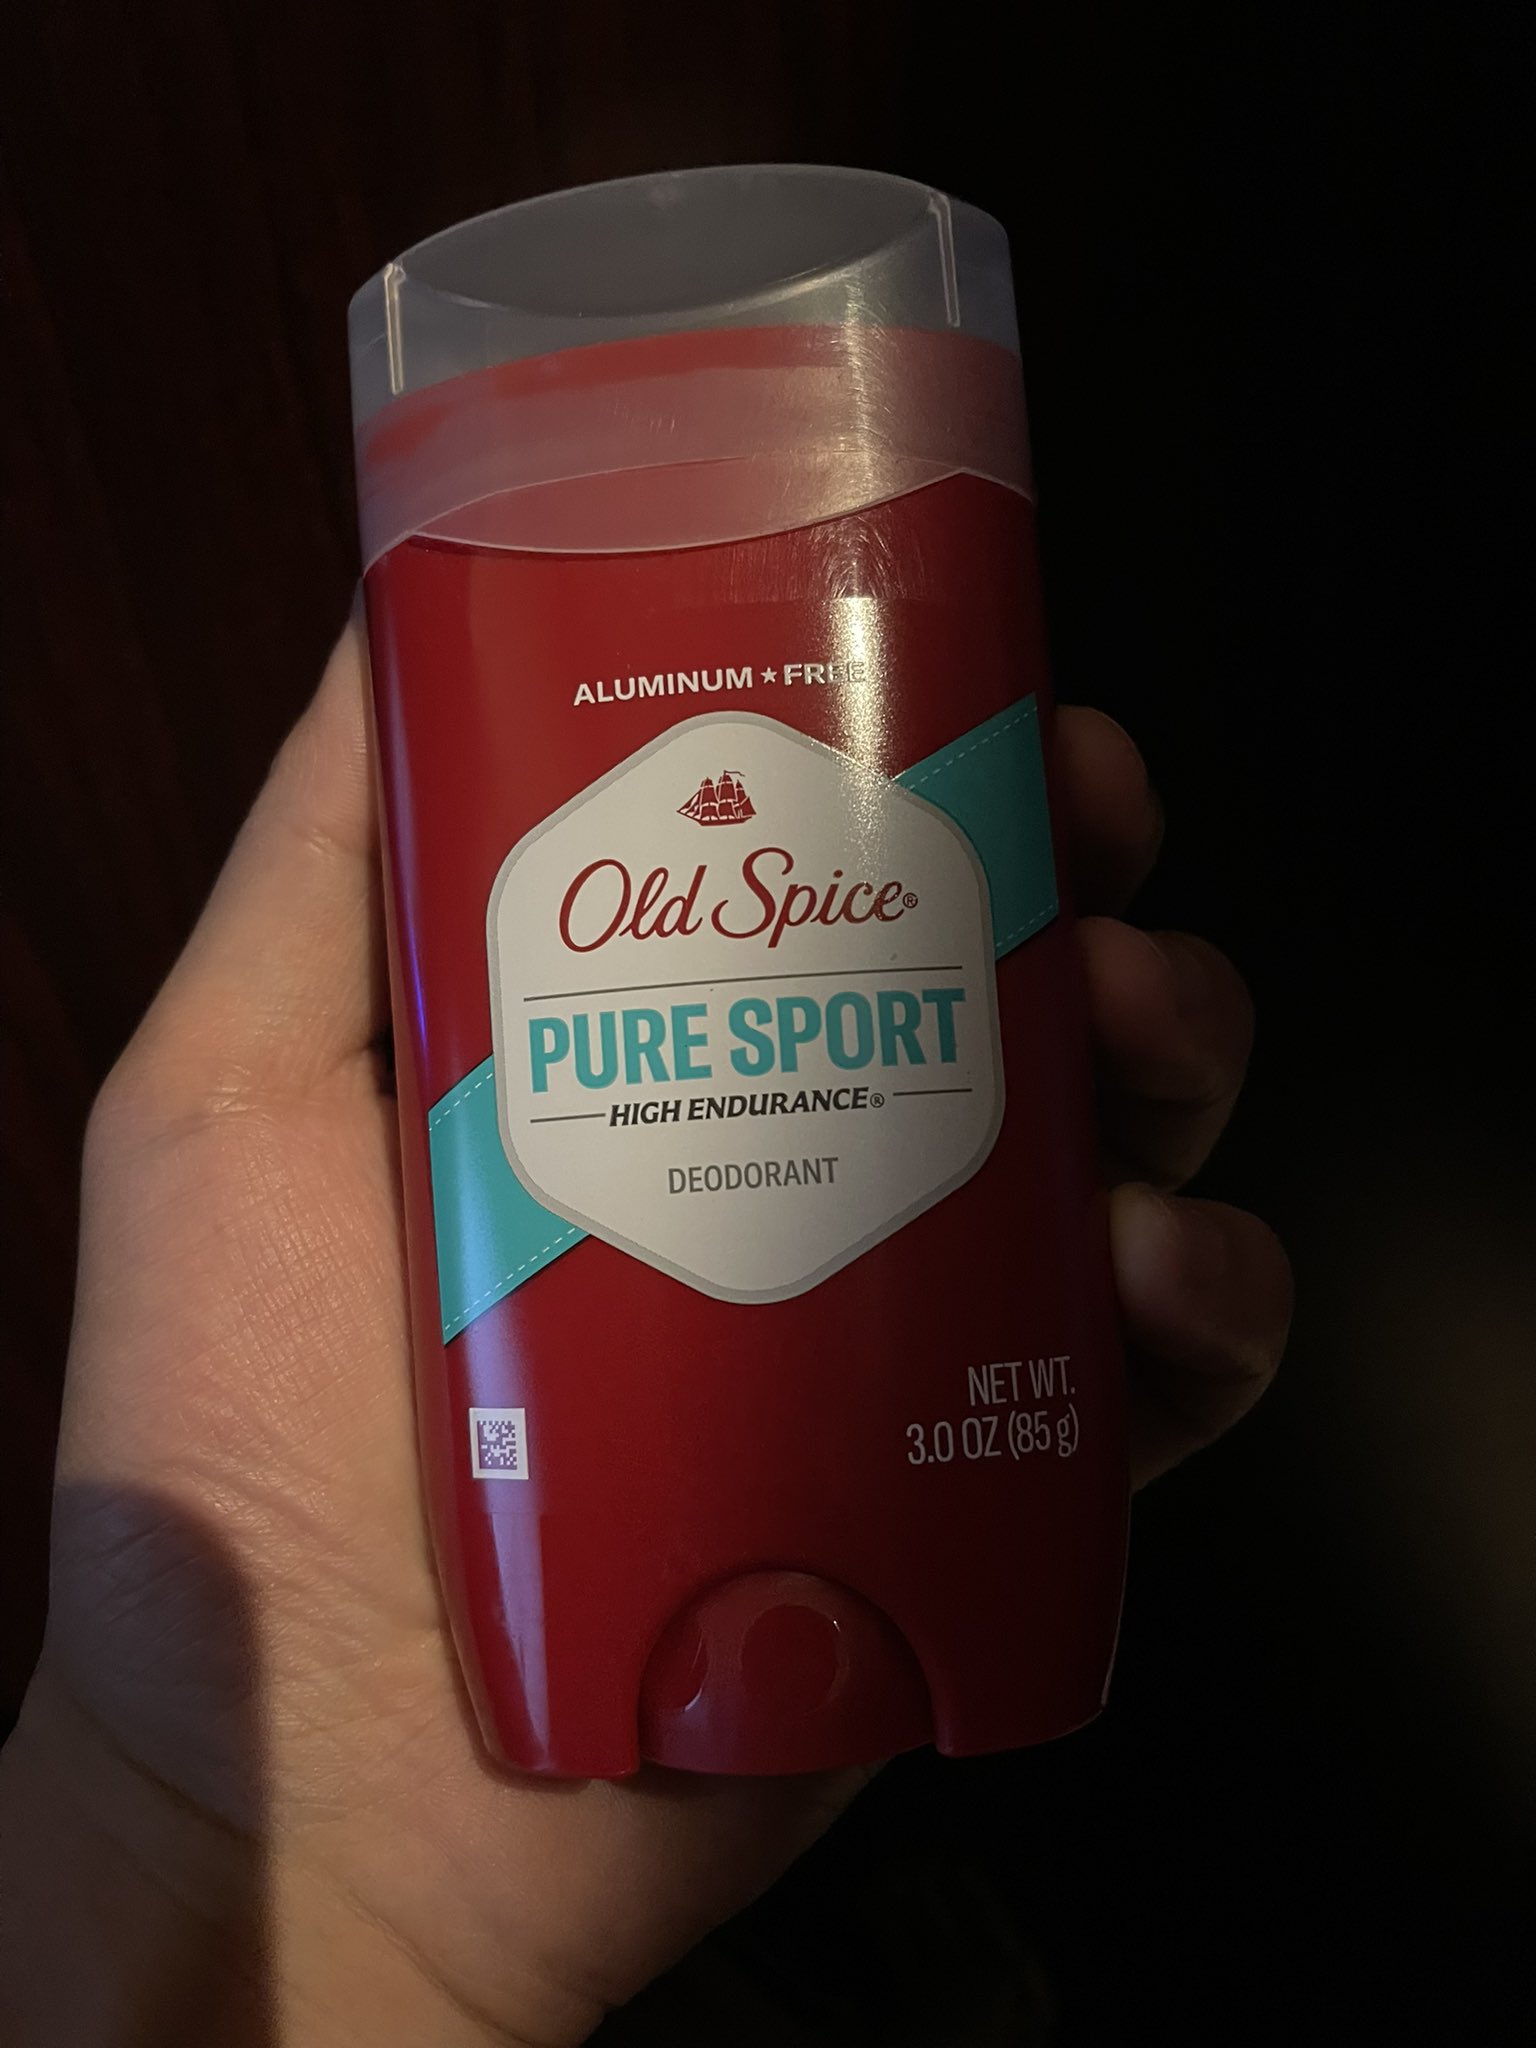 ALUMINUM ★ FREE
Old Spice®
PURE SPORT
HIGH ENDURANCE®
DEODORANT
NET WT.
3.0 OZ (85 g)